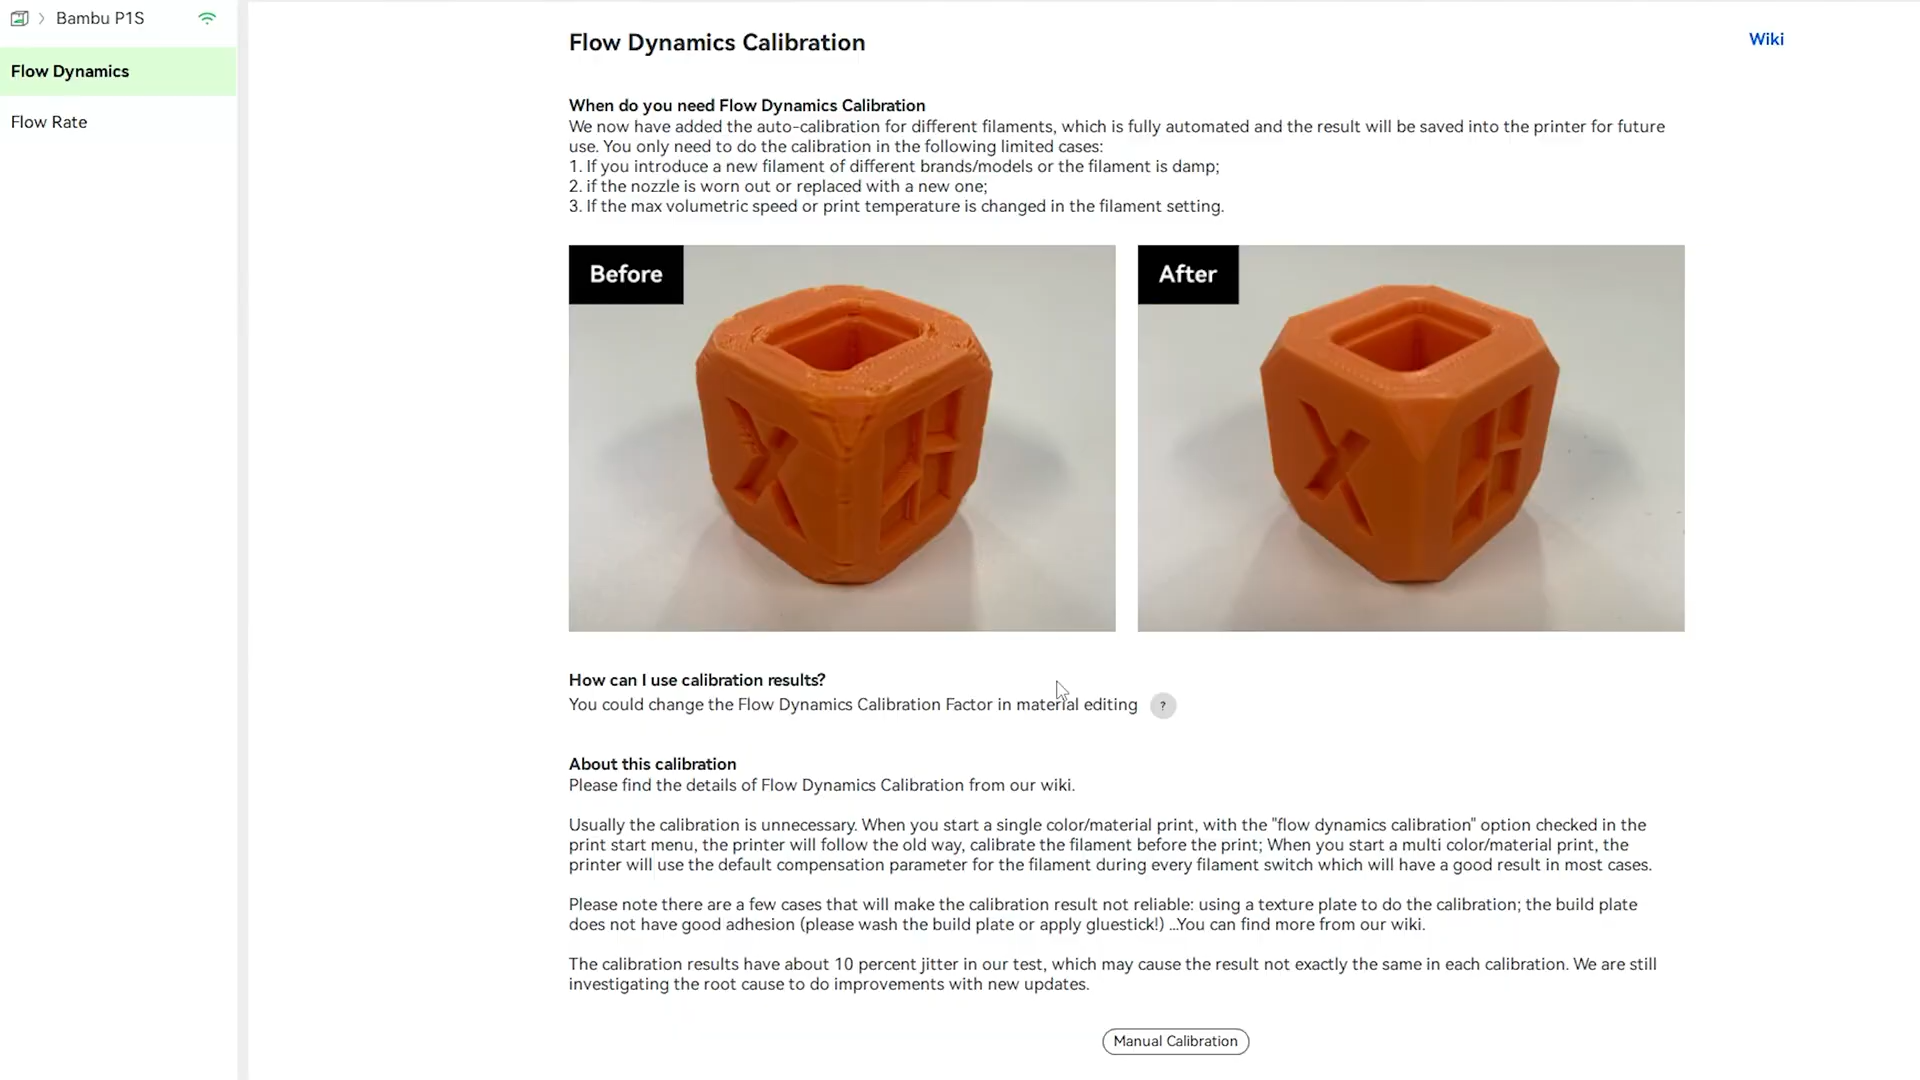 Bambu P1S
Flow Dynamics
Flow Rate
Flow Dynamics Calibration
Wiki
When do you need Flow Dynamics Calibration
We now have added the auto-calibration for different filaments, which is fully automated and the result will be saved into the printer for future
use. You only need to do the calibration in the following limited cases:
1. If you introduce a new filament of different brands/models or the filament is damp;
2. if the nozzle is worn out or replaced with a new one;
3. If the max volumetric speed or print temperature is changed in the filament setting.
Before
After
X
How can I use calibration results?
You could change the Flow Dynamics Calibration Factor in material editing
?
About this calibration
Please find the details of Flow Dynamics Calibration from our wiki.
Usually the calibration is unnecessary. When you start a single color/material print, with the "flow dynamics calibration" option checked in the
print start menu, the printer will follow the old way, calibrate the filament before the print; When you start a multi color/material print, the
printer will use the default compensation parameter for the filament during every filament switch which will have a good result in most cases.
Please note there are a few cases that will make the calibration result not reliable: using a texture plate to do the calibration; the build plate
does not have good adhesion (please wash the build plate or apply gluestick!) ...You can find more from our wiki.
The calibration results have about 10 percent jitter in our test, which may cause the result not exactly the same in each calibration. We are still
investigating the root cause to do improvements with new updates.
Manual Calibration